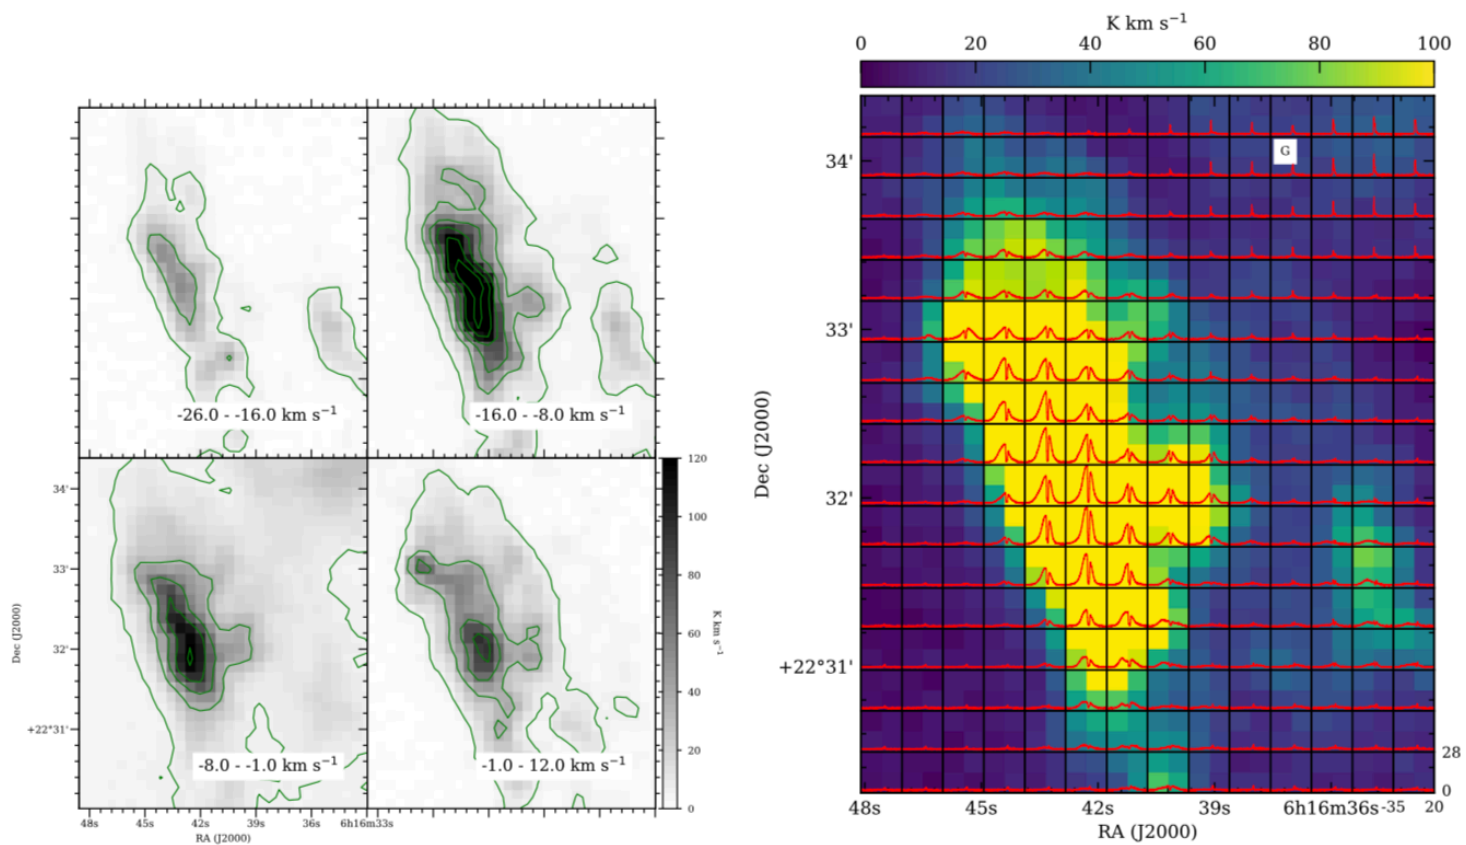 -26.0 - -16.0 km s⁻¹
-16.0 - -8.0 km s⁻¹
120
34'
100
33'
80
32'
60
40
+22°31'
20
-8.0 - -1.0 km s⁻¹
-1.0 - 12.0 km s⁻¹
0
48s 45s 42s 39s 36s 6h16m33s
RA (J2000)
Dec (J2000)
K km s⁻¹
K km s⁻¹
0 20 40 60 80 100
G
34'
33'
32'
+22°31'
28
0
48s 45s 42s 39s 6h16m36s -35 20
RA (J2000)
Dec (J2000)